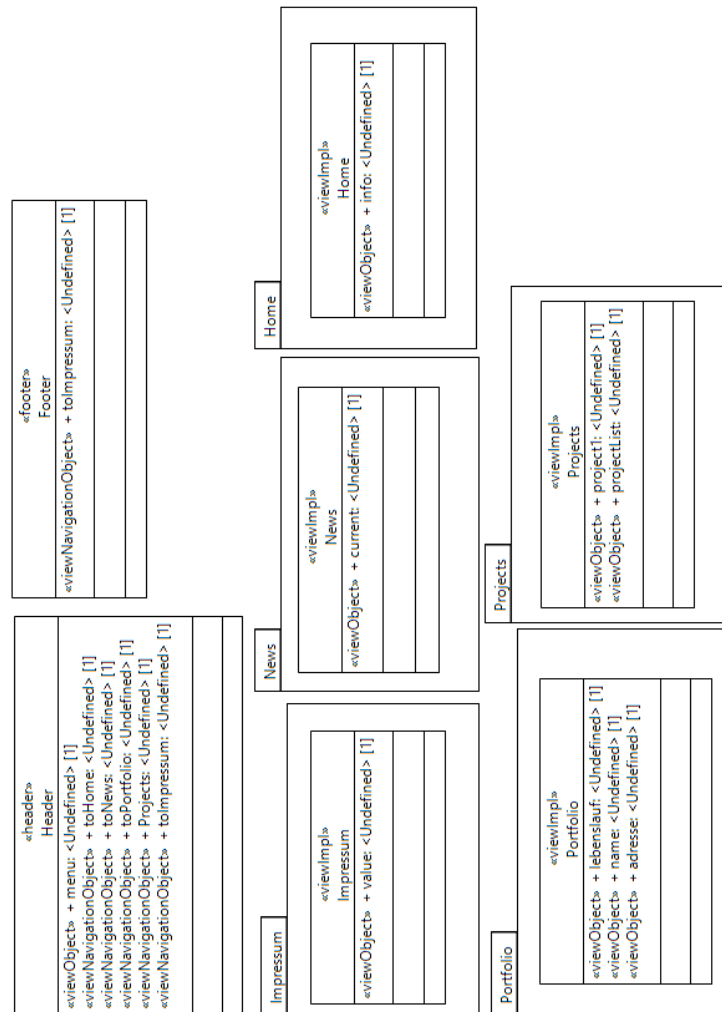 «header»
Header
«viewObject» + menu: <Undefined> [1]
«viewNavigationObject» + toHome: <Undefined> [1]
«viewNavigationObject» + toNews: <Undefined> [1]
«viewNavigationObject» + toPortfolio: <Undefined> [1]
«viewNavigationObject» + Projects: <Undefined> [1]
«viewNavigationObject» + toImpressum: <Undefined> [1]
«footer»
Footer
«viewNavigationObject» + toImpressum: <Undefined> [1]
Impressum
«viewImpl»
Impressum
«viewObject» + value: <Undefined> [1]
News
«viewImpl»
News
«viewObject» + current: <Undefined> [1]
Home
«viewImpl»
Home
«viewObject» + info: <Undefined> [1]
Portfolio
«viewImpl»
Portfolio
«viewObject» + lebenslauf: <Undefined> [1]
«viewObject» + name: <Undefined> [1]
«viewObject» + adresse: <Undefined> [1]
Projects
«viewImpl»
Projects
«viewObject» + project1: <Undefined> [1]
«viewObject» + projectList: <Undefined> [1]